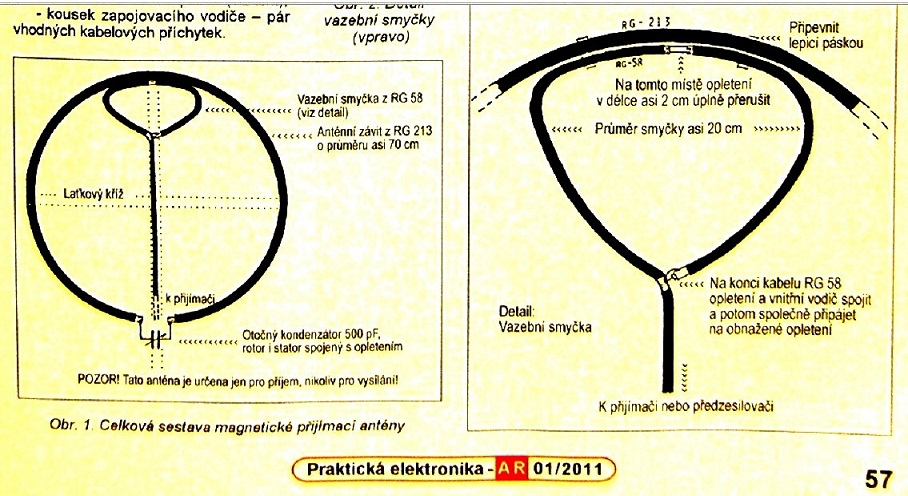 - kousek zapojovacího vodiče – pár
vhodných kabelových příchytek.
Obr. 2. Detail
vazební smyčky
(vpravo)
Vazební smyčka z RG 58
(viz detail)
Anténní závit z RG 213
o průměru asi 70 cm
Laťkový kříž
k přijímači
Otočný kondenzátor 500 pF,
rotor i stator spojený s opletením
POZOR! Tato anténa je určena jen pro příjem, nikoliv pro vysílání!
Obr. 1. Celková sestava magnetické přijímací antény
RG - 213
Připevnit
lepicí páskou
RG-58
Na tomto místě opletení
v délce asi 2 cm úplně přerušit
Průměr smyčky asi 20 cm
Na konci kabelu RG 58
opletení a vnitřní vodič spojit
a potom společně připájet
na obnažené opletení
Detail:
Vazební smyčka
K přijímači nebo předzesilovači
Praktická elektronika - AR 01/2011
57